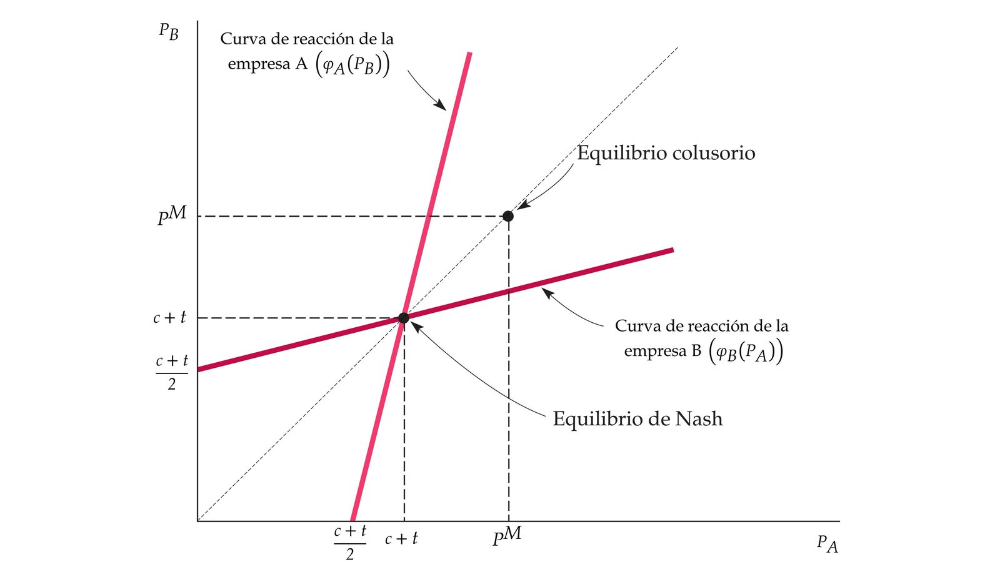 P_B
Curva de reacción de la
empresa A (φ_A(P_B))
Equilibrio colusorio
P^M
c + t
Curva de reacción de la
empresa B (φ_B(P_A))
c + t
2
Equilibrio de Nash
c + t
2
c + t
P^M
P_A